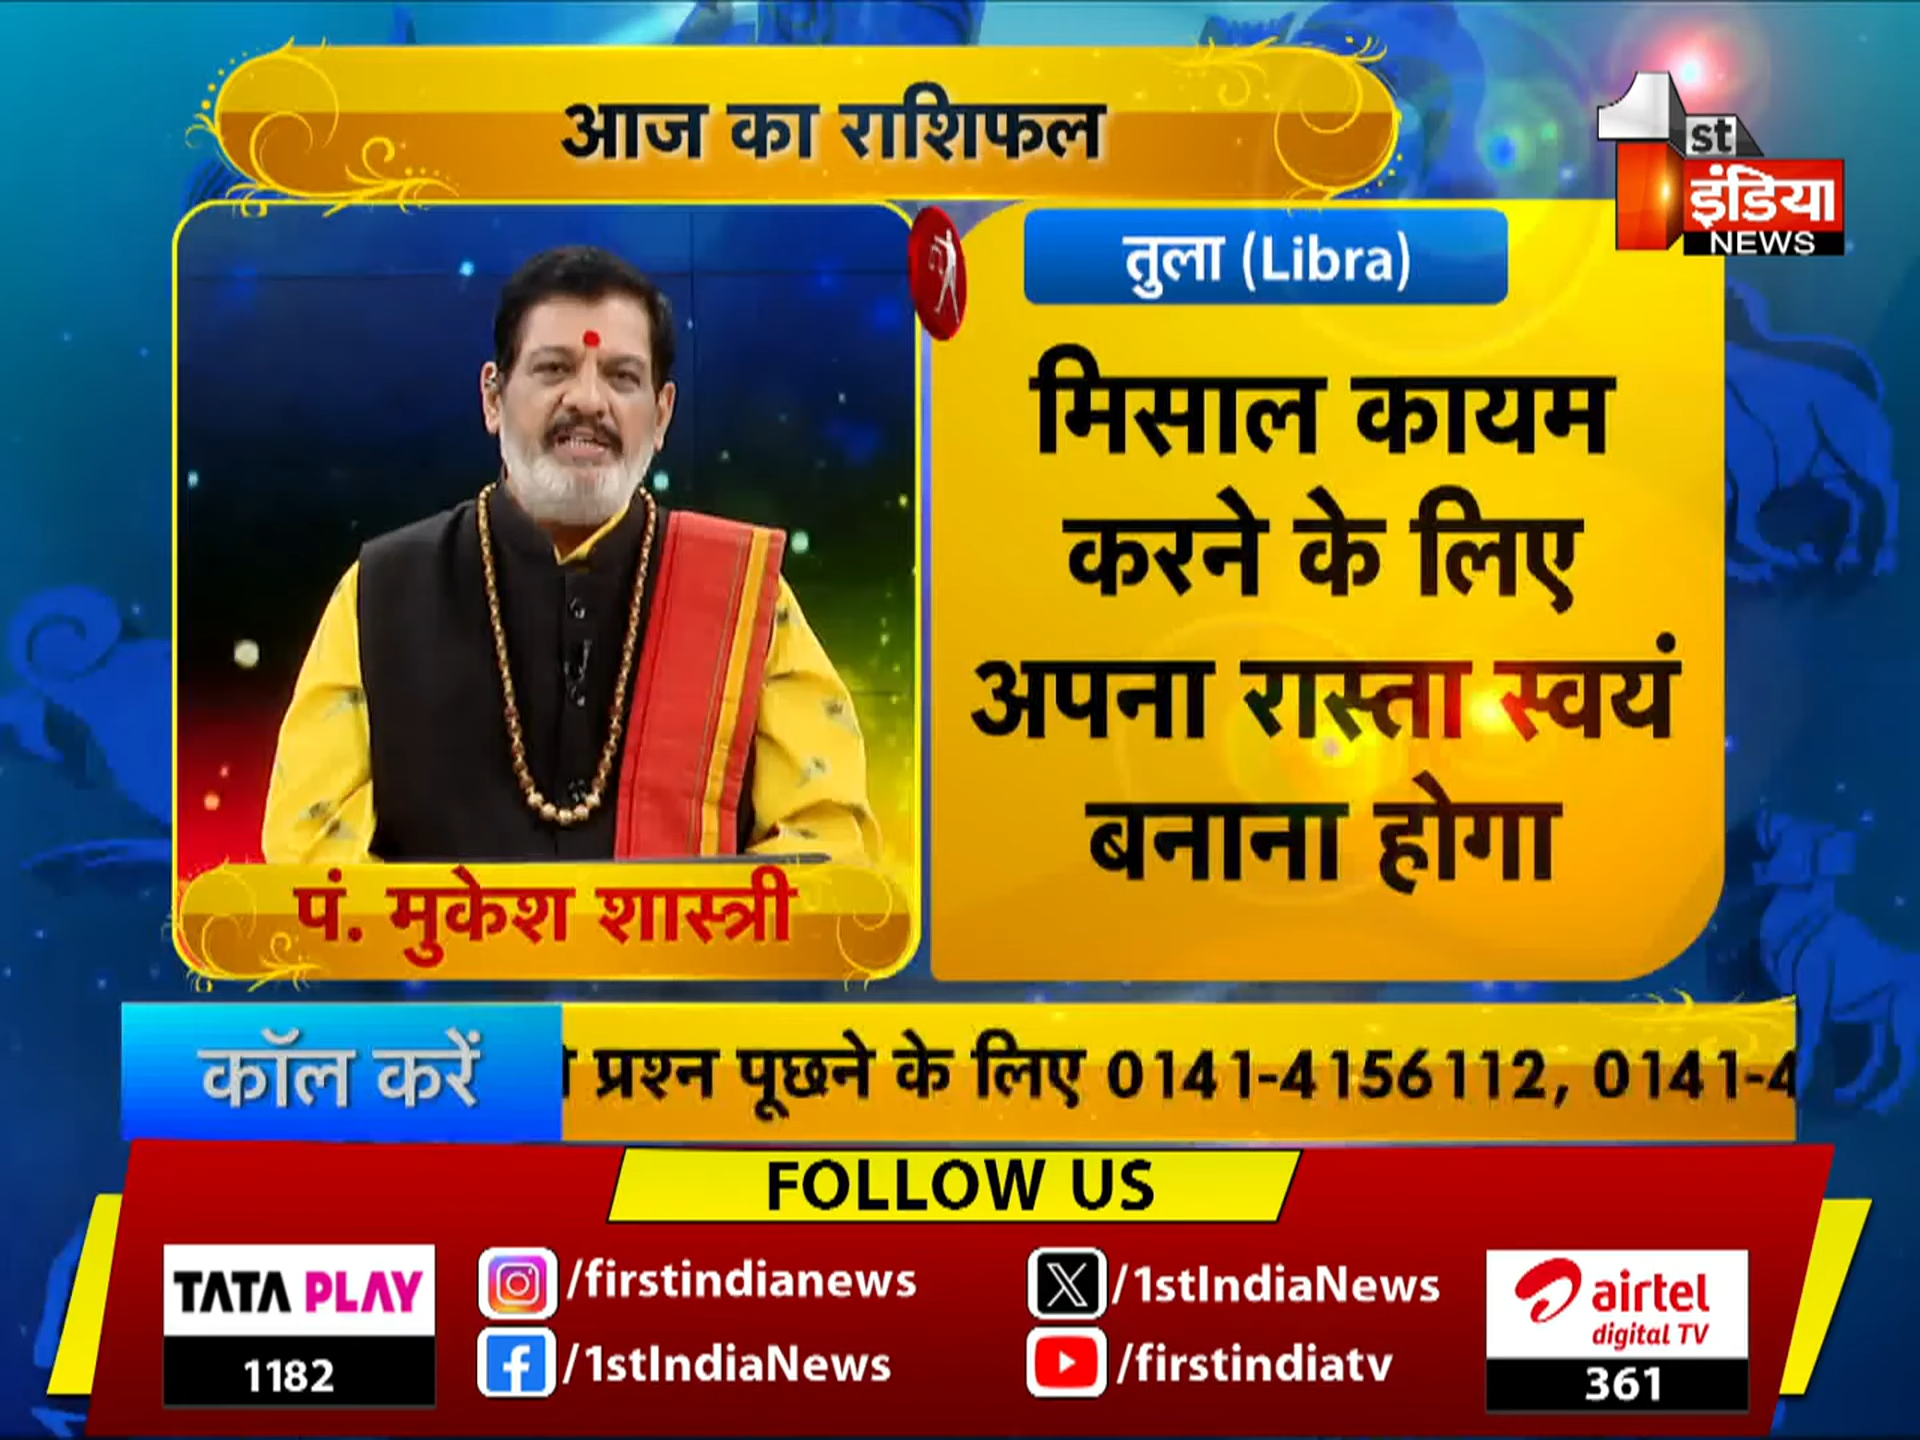 आज का राशिफल
1st
इंडिया
NEWS
तुला (Libra)
मिसाल कायम
करने के लिए
अपना रास्ता स्वयं
बनाना होगा
पं. मुकेश शास्त्री
कॉल करें
प्रश्न पूछने के लिए 0141-4156112, 0141-4
FOLLOW US
TATA PLAY
1182
/firstindianews
/1stIndiaNews
/1stIndiaNews
/firstindiatv
airtel
digital TV
361